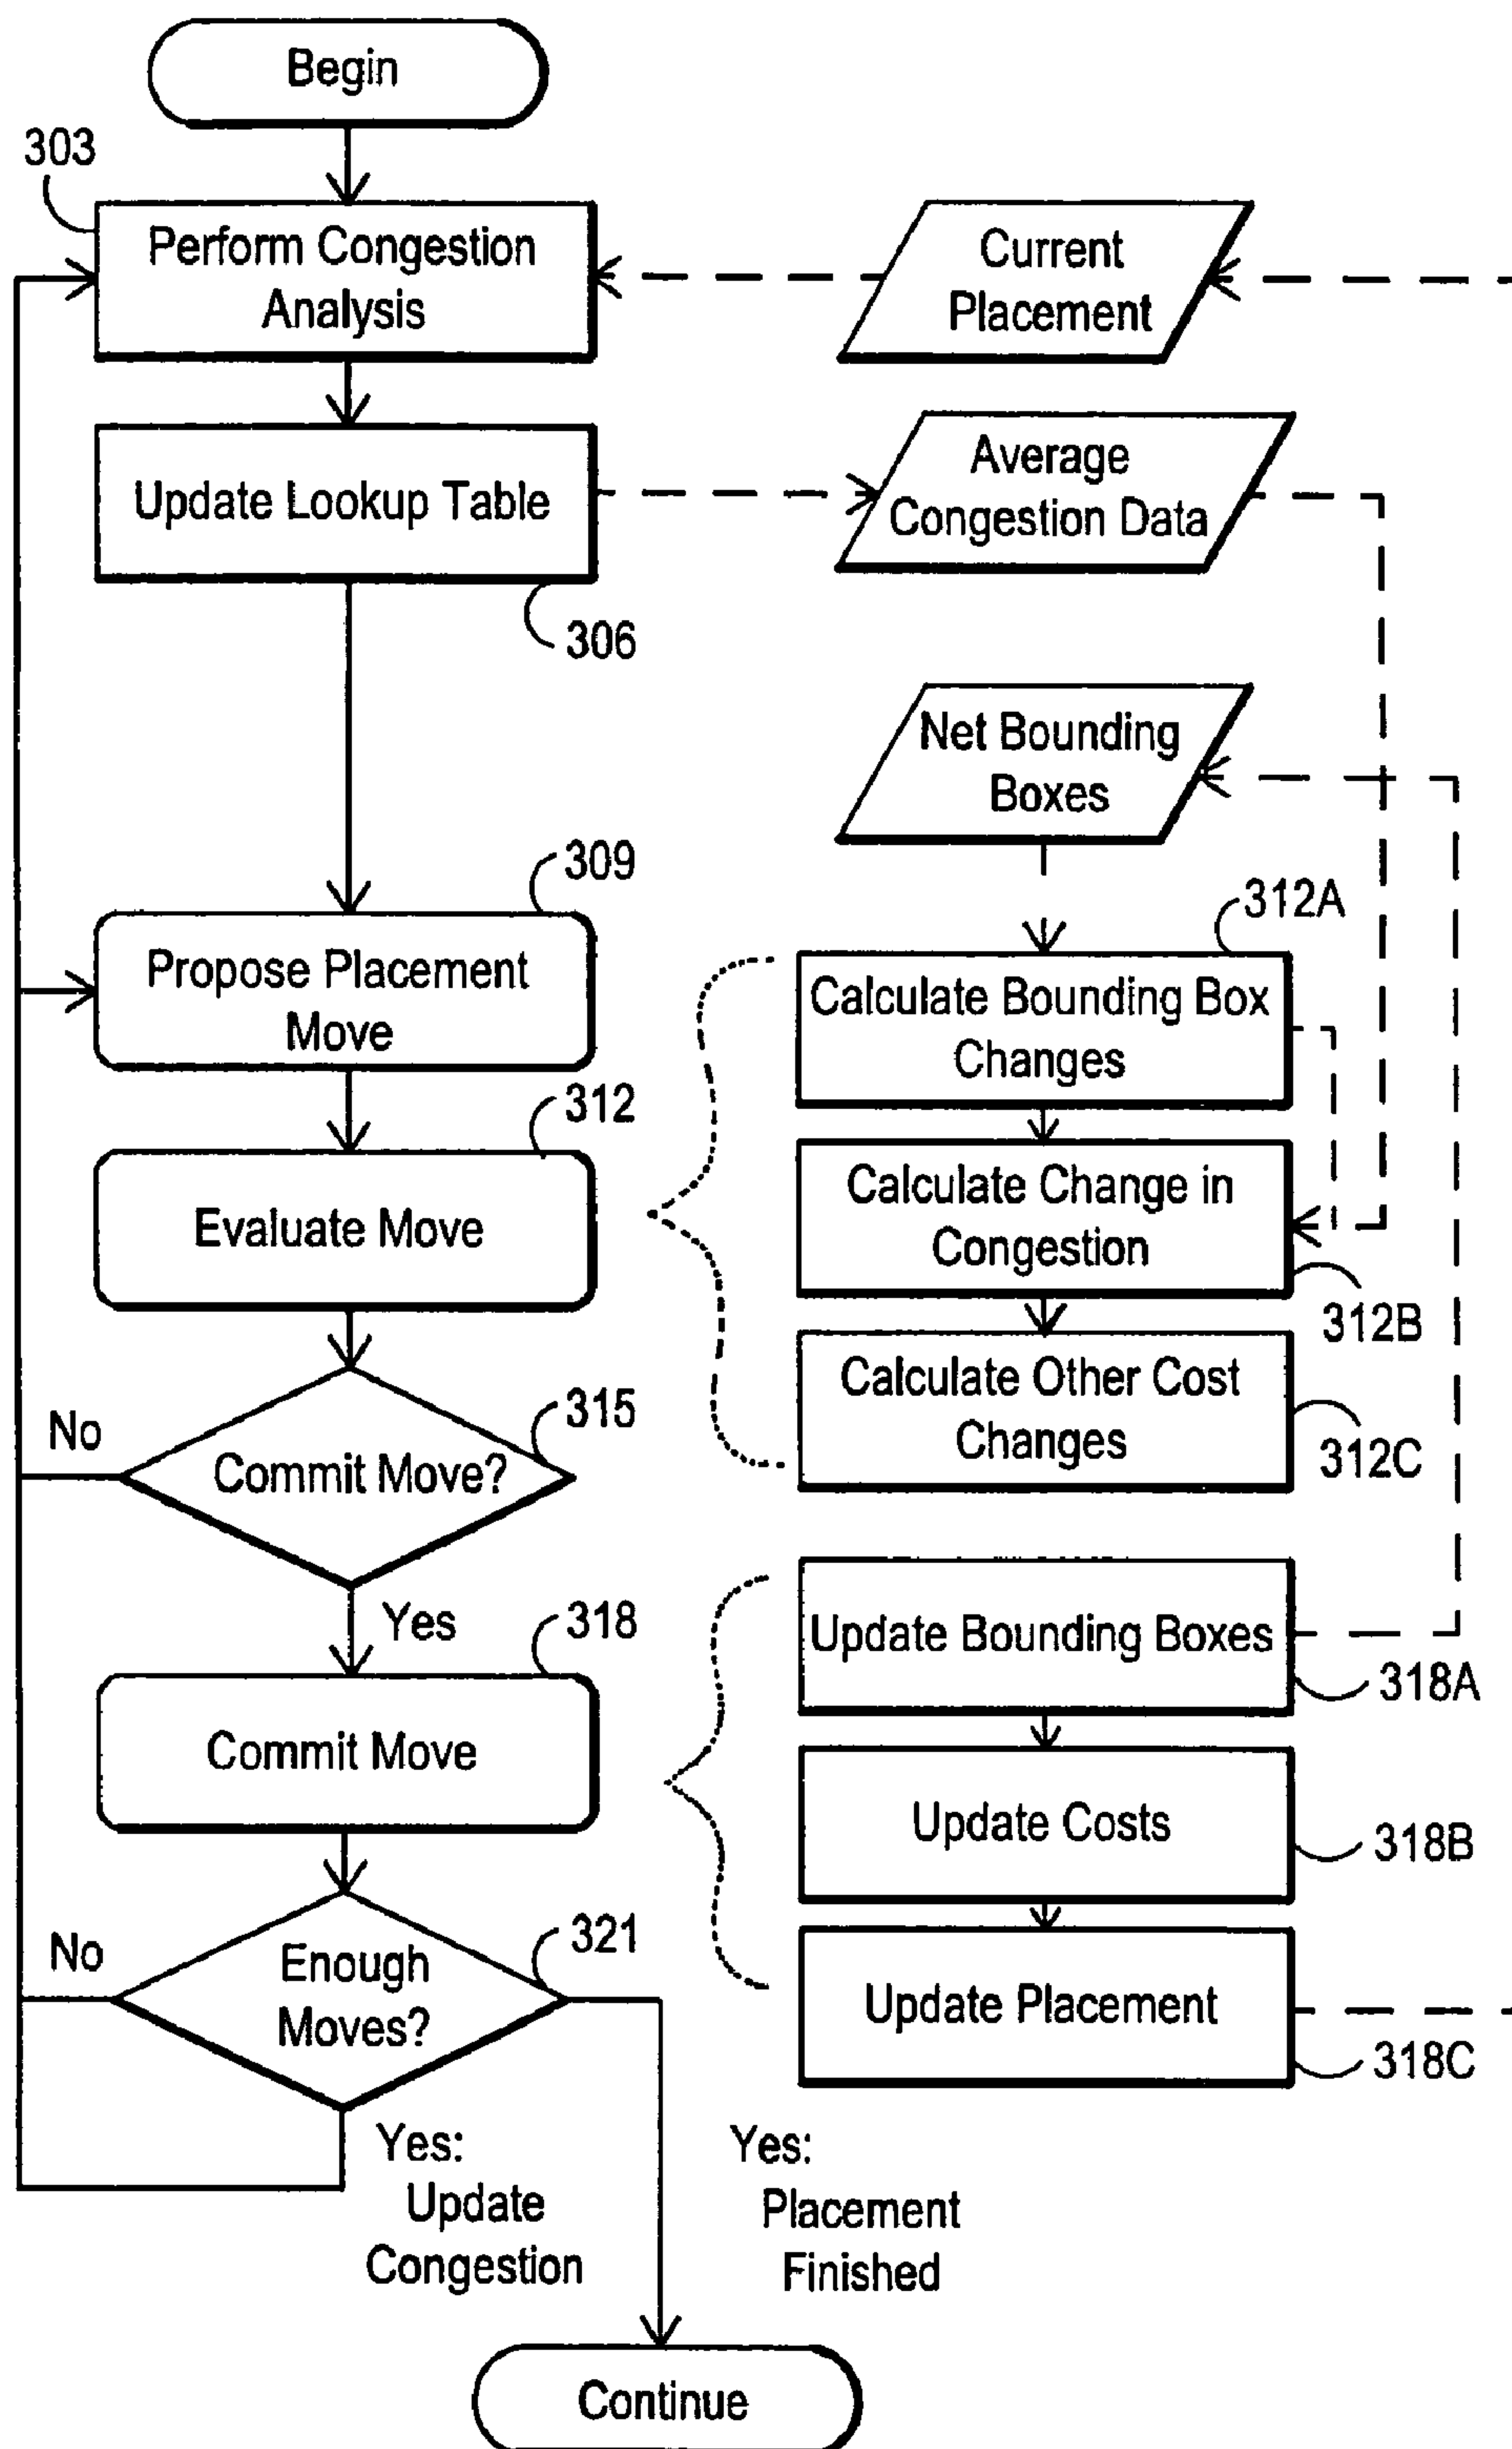 Begin
303
Perform Congestion
Analysis
Current
Placement
Update Lookup Table
306
Average
Congestion Data
Net Bounding
Boxes
309
Propose Placement
Move
312
Evaluate Move
312A
Calculate Bounding Box
Changes
Calculate Change in
Congestion
312B
Calculate Other Cost
Changes
312C
315
Commit Move?
No
Yes
318
Commit Move
Update Bounding Boxes
318A
Update Costs
318B
Update Placement
318C
321
Enough
Moves?
No
Yes:
Update
Congestion
Yes:
Placement
Finished
Continue